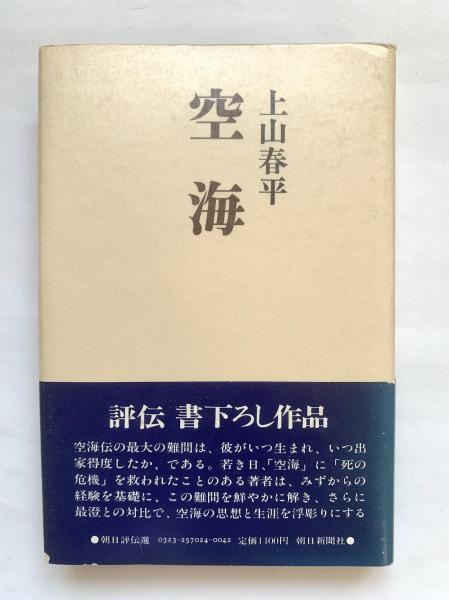 上山春平
空海
評伝 書下ろし作品
空海伝の最大の難問は、彼がいつ生まれ、いつ出
家得度したか、である。若き日、「空海」に「死の
危機」を救われたことのある著者は、みずからの
経験を基礎に、この難問を鮮やかに解き、さらに
最澄との対比で、空海の思想と生涯を浮彫りにする
●朝日評伝選 0323-257024-0042 定価1400円 朝日新聞社●